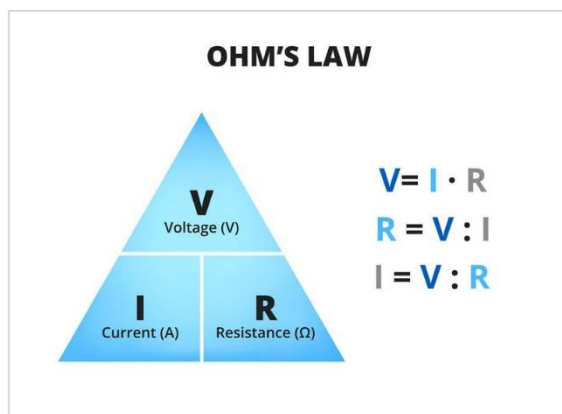 OHM'S LAW
V
Voltage (V)
I
Current (A)
R
Resistance (Ω)
V= I · R
R = V : I
I = V : R